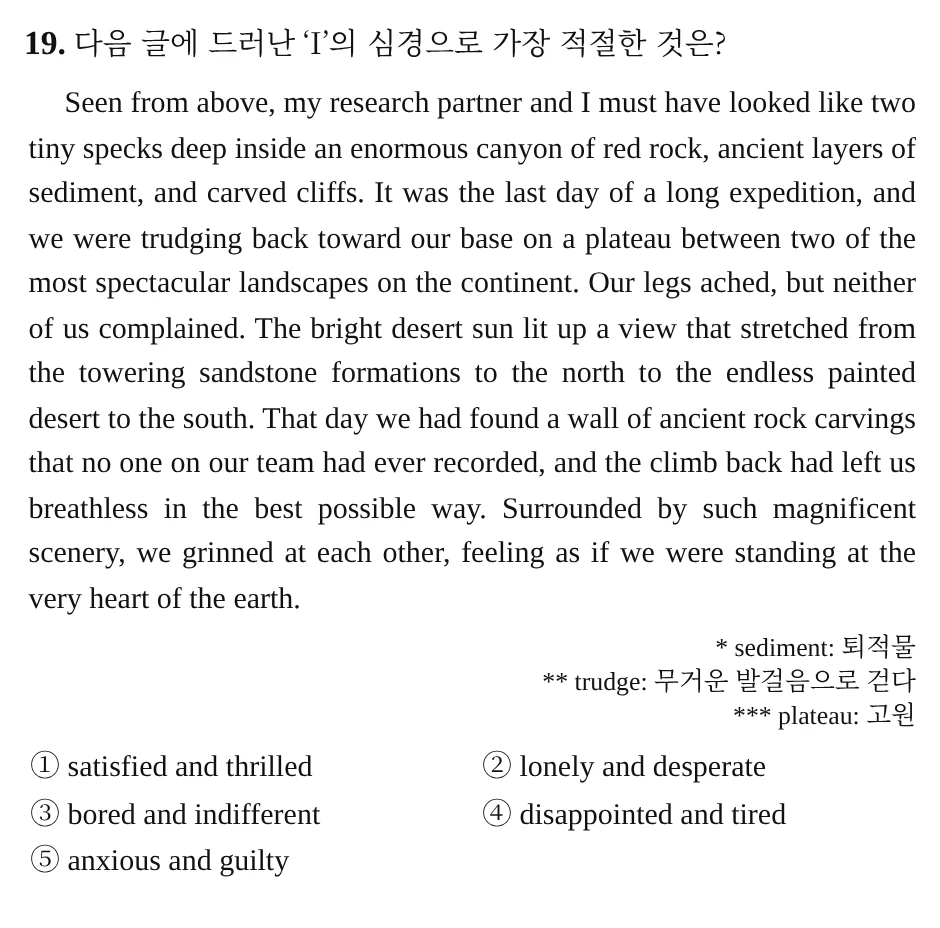 19. 다음 글에 드러난 ‘I’의 심경으로 가장 적절한 것은?
Seen from above, my research partner and I must have looked like two
tiny specks deep inside an enormous canyon of red rock, ancient layers of
sediment, and carved cliffs. It was the last day of a long expedition, and
we were trudging back toward our base on a plateau between two of the
most spectacular landscapes on the continent. Our legs ached, but neither
of us complained. The bright desert sun lit up a view that stretched from
the towering sandstone formations to the north to the endless painted
desert to the south. That day we had found a wall of ancient rock carvings
that no one on our team had ever recorded, and the climb back had left us
breathless in the best possible way. Surrounded by such magnificent
scenery, we grinned at each other, feeling as if we were standing at the
very heart of the earth.
* sediment: 퇴적물
** trudge: 무거운 발걸음으로 걷다
*** plateau: 고원
① satisfied and thrilled ② lonely and desperate
③ bored and indifferent ④ disappointed and tired
⑤ anxious and guilty